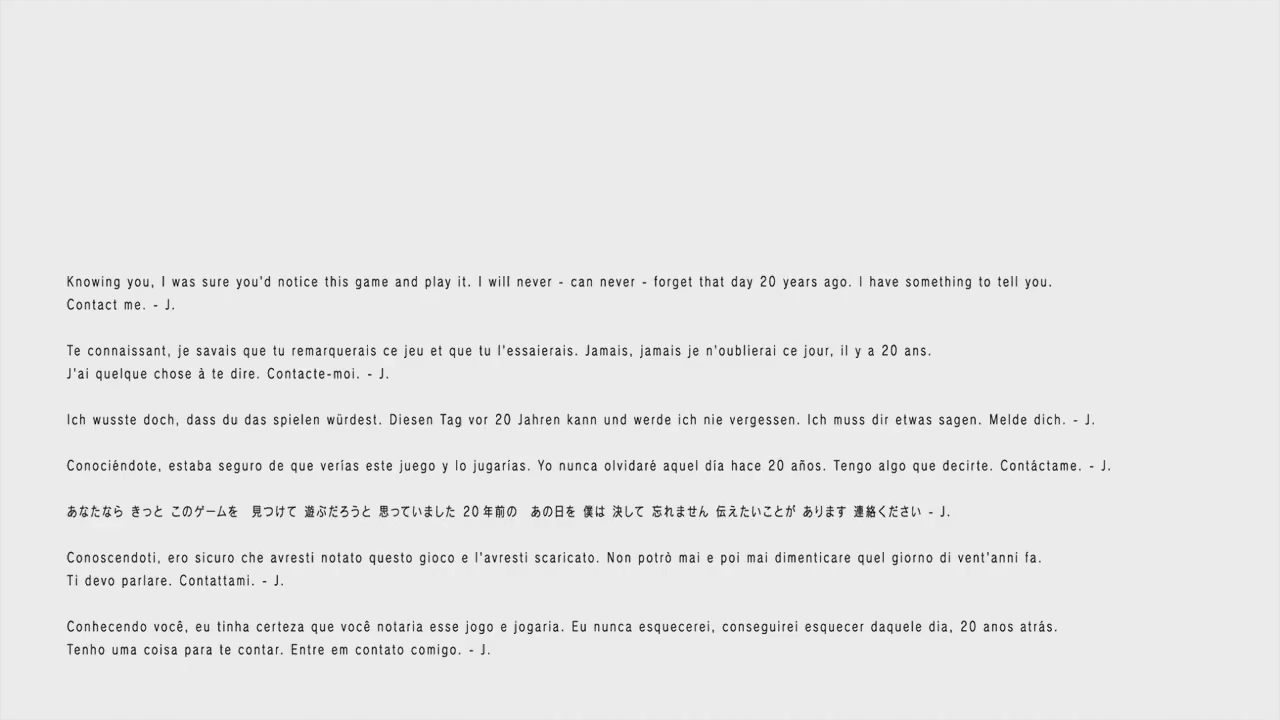 Knowing you, I was sure you'd notice this game and play it. I will never - can never - forget that day 20 years ago. I have something to tell you.
Contact me. - J.
Te connaissant, je savais que tu remarquerais ce jeu et que tu l'essaierais. Jamais, jamais je n'oublierai ce jour, il y a 20 ans.
J'ai quelque chose à te dire. Contacte-moi. - J.
Ich wusste doch, dass du das spielen würdest. Diesen Tag vor 20 Jahren kann und werde ich nie vergessen. Ich muss dir etwas sagen. Melde dich. - J.
Conociéndote, estaba seguro de que verías este juego y lo jugarías. Yo nunca olvidaré aquel día hace 20 años. Tengo algo que decirte. Contáctame. - J.
あなたなら きっと このゲームを　見つけて 遊ぶだろうと 思っていました 20年前の　あの日を 僕は 決して 忘れません 伝えたいことが あります 連絡ください - J.
Conoscendoti, ero sicuro che avresti notato questo gioco e l'avresti scaricato. Non potrò mai e poi mai dimenticare quel giorno di vent'anni fa.
Ti devo parlare. Contattami. - J.
Conhecendo você, eu tinha certeza que você notaria esse jogo e jogaria. Eu nunca esquecerei, conseguirei esquecer daquele dia, 20 anos atrás.
Tenho uma coisa para te contar. Entre em contato comigo. - J.